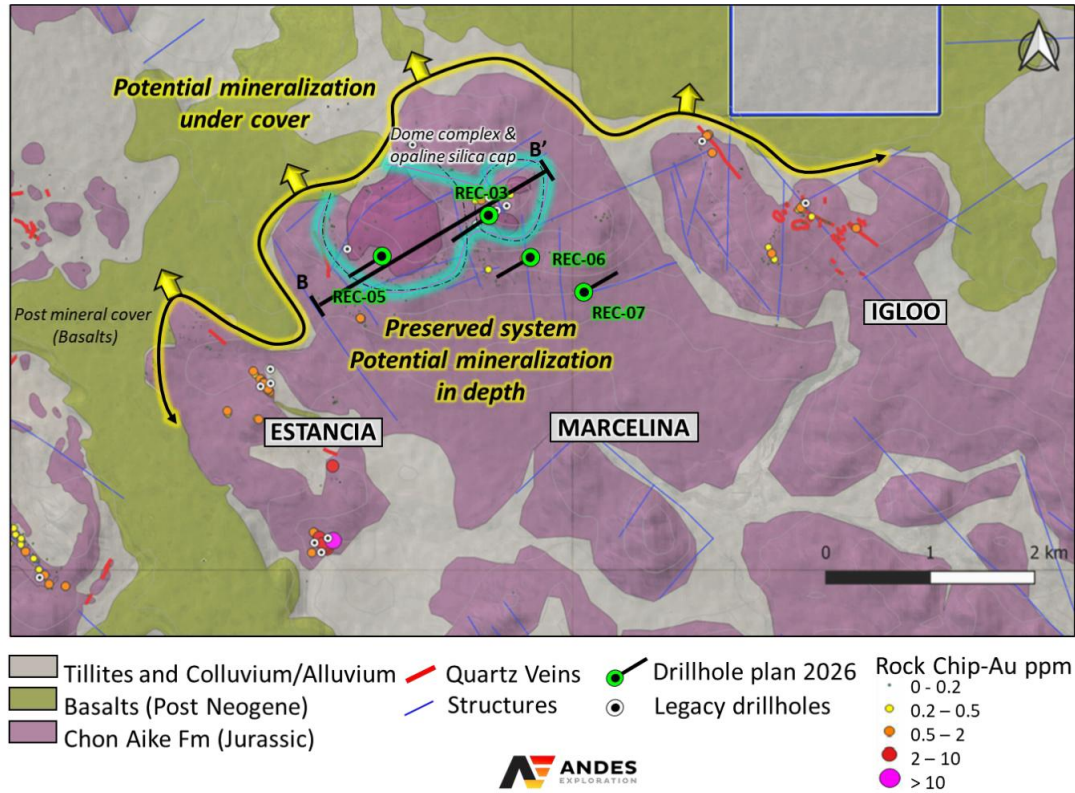 Potential mineralization
under cover
Dome complex &
opaline silica cap
B'
REC-03
REC-06
B
REC-05
REC-07
Post mineral cover
(Basalts)
Preserved system
Potential mineralization
in depth
IGLOO
ESTANCIA
MARCELINA
0 1 2 km
Tillites and Colluvium/Alluvium
Basalts (Post Neogene)
Chon Aike Fm (Jurassic)
Quartz Veins
Structures
Drillhole plan 2026
Legacy drillholes
Rock Chip-Au ppm
0 - 0.2
0.2 – 0.5
0.5 – 2
2 – 10
> 10
ANDES
EXPLORATION